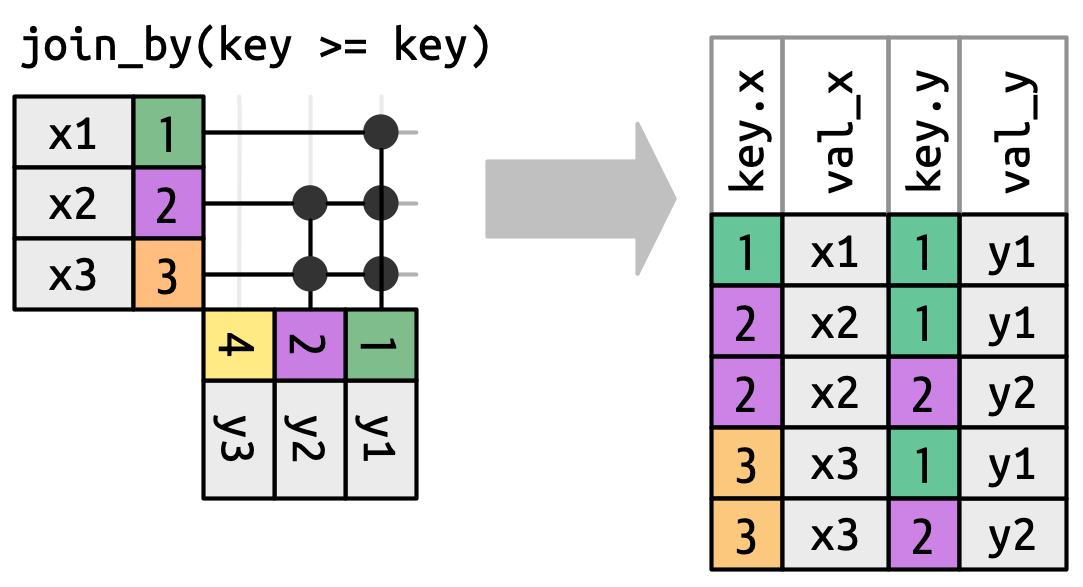 join_by(key >= key)
x1 1
x2 2
x3 3
4 2 1
y3 y2 y1
key.x val_x key.y val_y
1 x1 1 y1
2 x2 1 y1
2 x2 2 y2
3 x3 1 y1
3 x3 2 y2